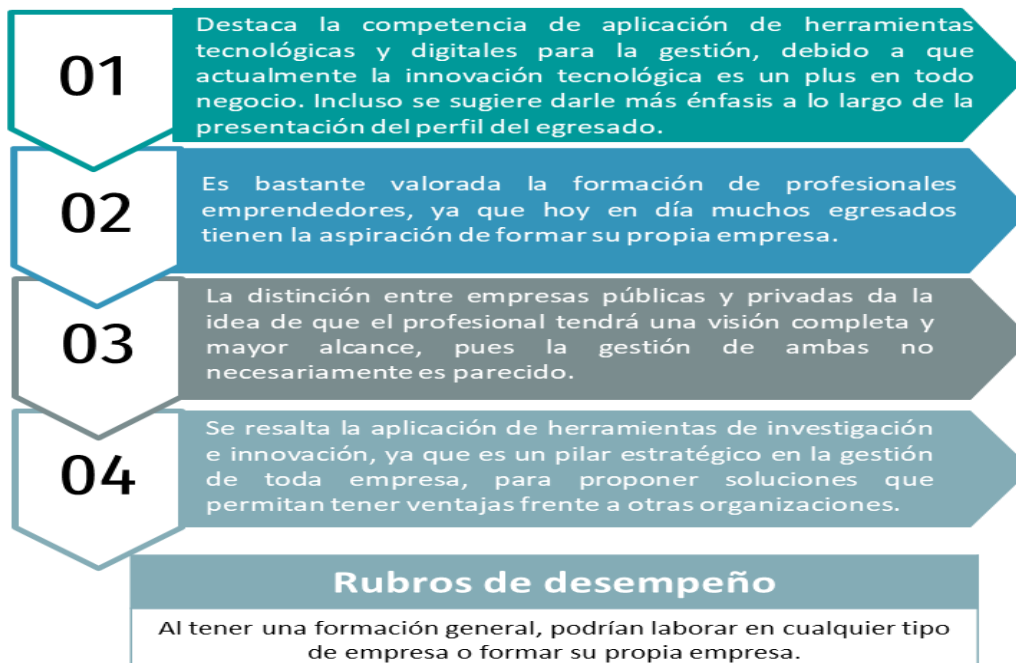 01
Destaca la competencia de aplicación de herramientas
tecnológicas y digitales para la gestión, debido a que
actualmente la innovación tecnológica es un plus en todo
negocio. Incluso se sugiere darle más énfasis a lo largo de la
presentación del perfil del egresado.
02
Es bastante valorada la formación de profesionales
emprendedores, ya que hoy en día muchos egresados
tienen la aspiración de formar su propia empresa.
03
La distinción entre empresas públicas y privadas da la
idea de que el profesional tendrá una visión completa y
mayor alcance, pues la gestión de ambas no
necesariamente es parecido.
04
Se resalta la aplicación de herramientas de investigación
e innovación, ya que es un pilar estratégico en la gestión
de toda empresa, para proponer soluciones que
permitan tener ventajas frente a otras organizaciones.
Rubros de desempeño
Al tener una formación general, podrían laborar en cualquier tipo
de empresa o formar su propia empresa.